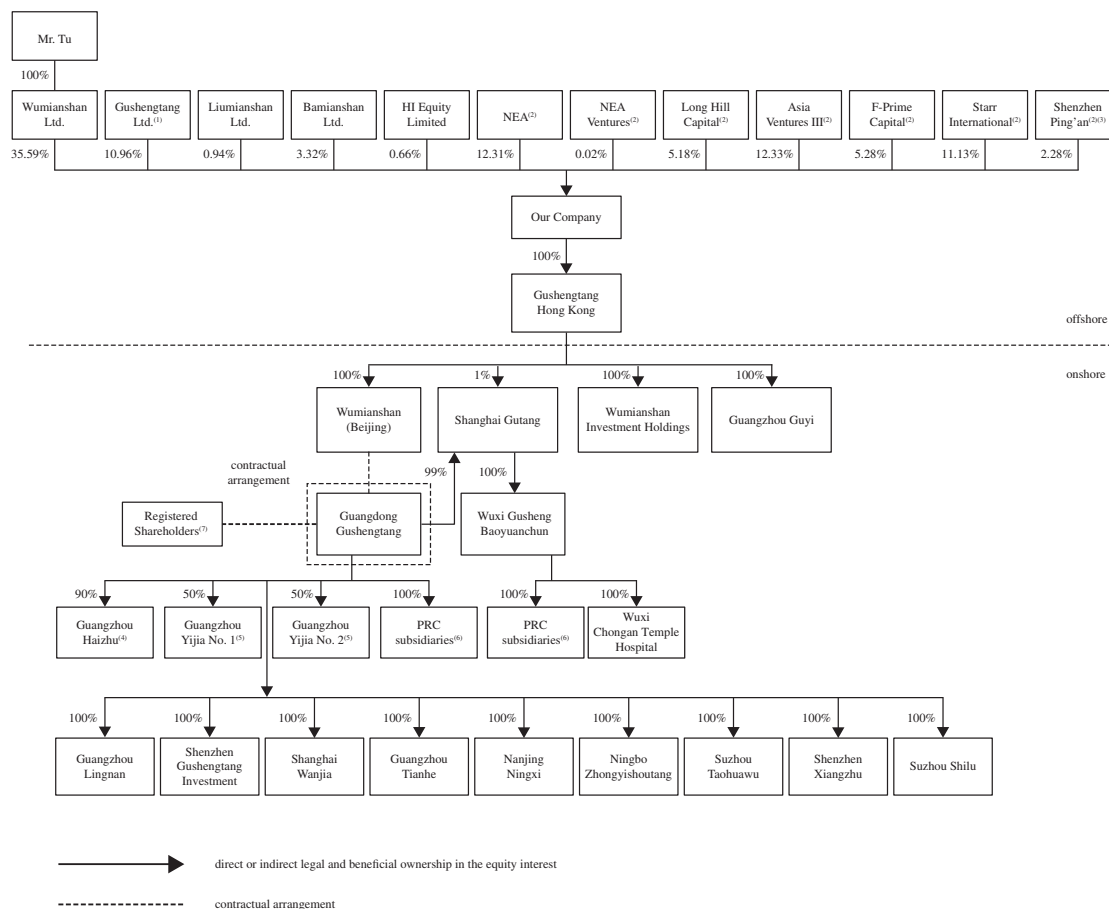 Mr. Tu
100%
Wumianshan
Ltd.
Gushengtang
Ltd.(1)
Liumianshan
Ltd.
Bamianshan
Ltd.
HI Equity
Limited
NEA(2)
NEA
Ventures(2)
Long Hill
Capital(2)
Asia
Ventures III(2)
F-Prime
Capital(2)
Starr
International(2)
Shenzhen
Ping’an(2)(3)
35.59%
10.96%
0.94%
3.32%
0.66%
12.31%
0.02%
5.18%
12.33%
5.28%
11.13%
2.28%
Our Company
100%
Gushengtang
Hong Kong
offshore
onshore
100%
1%
100%
100%
Wumianshan
(Beijing)
Shanghai Gutang
Wumianshan
Investment Holdings
Guangzhou Guyi
contractual
arrangement
99%
100%
Registered
Shareholders(7)
Guangdong
Gushengtang
Wuxi Gusheng
Baoyuanchun
90%
50%
50%
100%
100%
100%
Guangzhou
Haizhu(4)
Guangzhou
Yijia No. 1(5)
Guangzhou
Yijia No. 2(5)
PRC
subsidiaries(6)
PRC
subsidiaries(6)
Wuxi
Chongan Temple
Hospital
100%
100%
100%
100%
100%
100%
100%
100%
100%
Guangzhou
Lingnan
Shenzhen
Gushengtang
Investment
Shanghai
Wanjia
Guangzhou
Tianhe
Nanjing
Ningxi
Ningbo
Zhongyishoutang
Suzhou
Taohuawu
Shenzhen
Xiangzhu
Suzhou Shilu
direct or indirect legal and beneficial ownership in the equity interest
contractual arrangement